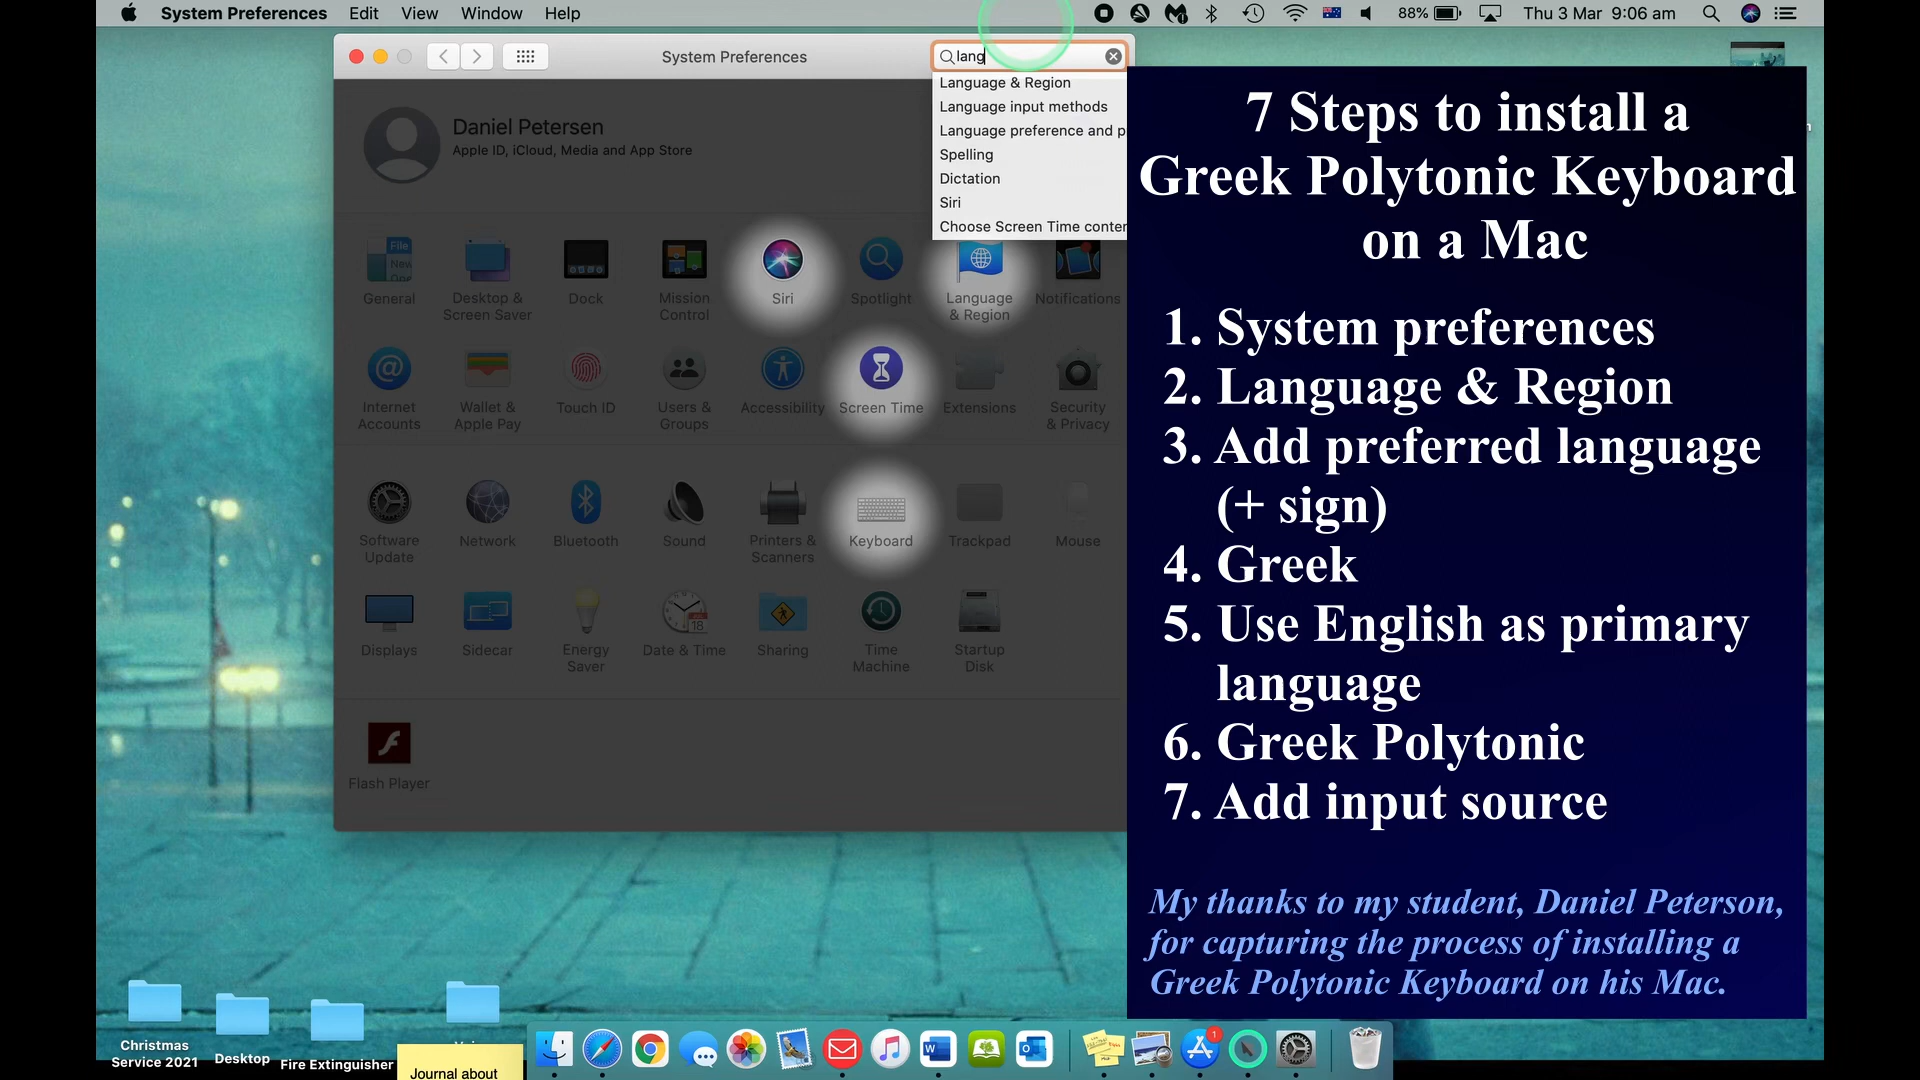 System Preferences Edit View Window Help 88% Thu 3 Mar 9:06 am
System Preferences
lang
Language & Region
Language input methods
Language preference and p
Spelling
Dictation
Siri
Choose Screen Time conter
Daniel Petersen
Apple ID, iCloud, Media and App Store
File
New
General
Desktop &
Screen Saver
Dock
Mission
Control
Siri
Spotlight
Language
& Region
Notifications
Internet
Accounts
Wallet &
Apple Pay
Touch ID
Users &
Groups
Accessibility
Screen Time
Extensions
Security
& Privacy
Software
Update
Network
Bluetooth
Sound
Printers &
Scanners
Keyboard
Trackpad
Mouse
Displays
Sidecar
Energy
Saver
JUL
18
Date & Time
Sharing
Time
Machine
Startup
Disk
Flash Player
7 Steps to install a
Greek Polytonic Keyboard
on a Mac
1. System preferences
2. Language & Region
3. Add preferred language
(+ sign)
4. Greek
5. Use English as primary
language
6. Greek Polytonic
7. Add input source
My thanks to my student, Daniel Peterson,
for capturing the process of installing a
Greek Polytonic Keyboard on his Mac.
Christmas
Service 2021
Desktop
Fire Extinguisher
Journal about
W
1